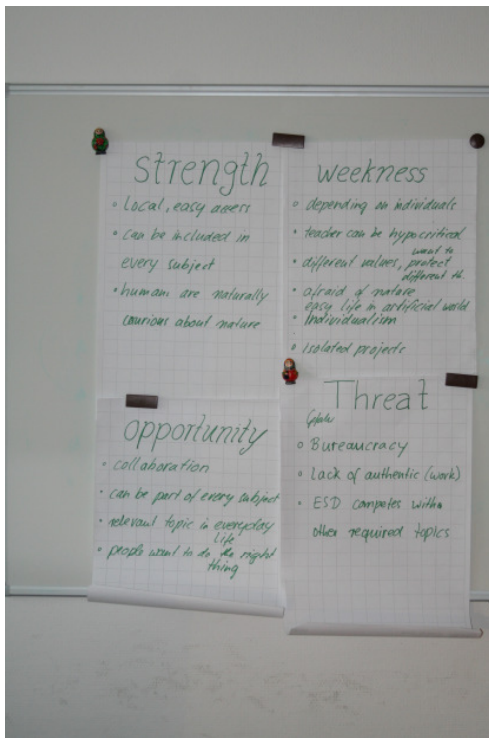 Strength
Local, easy access
can be included in
every subject
human are naturally
courious about nature
weekness
depending on individuals
teacher can be hypocritical
different values, want to
protect
different th.
afraid of nature
easy life in artificial world
Individualism
isolated projects
opportunity
collaboration
can be part of every subject
relevant topic in everyday
life
people want to do the right
thing
Threat
Bureaucracy
Lack of authentic (work)
ESD competes with
other required topics